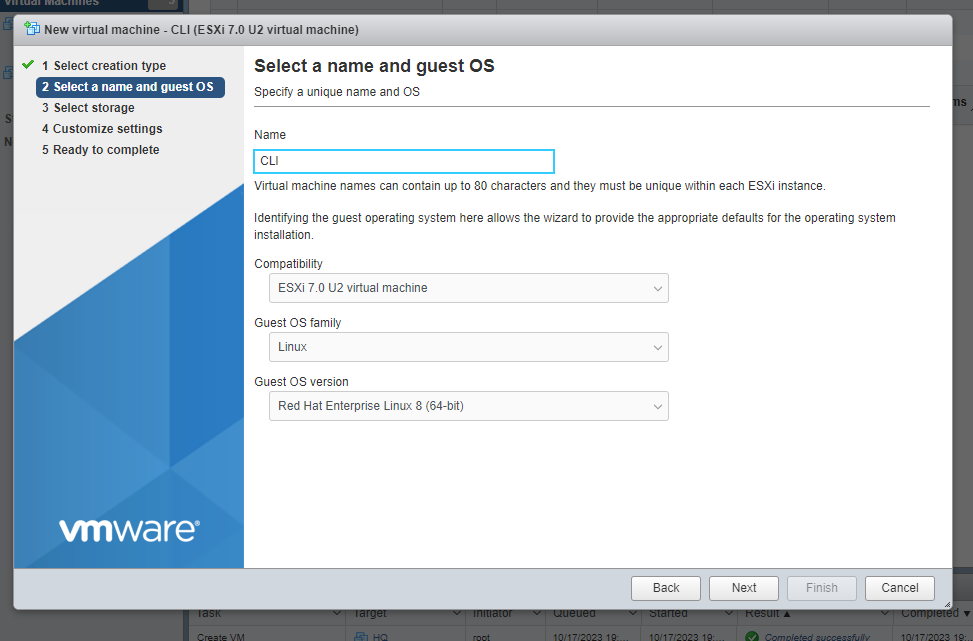 Virtual Machines
New virtual machine - CLI (ESXi 7.0 U2 virtual machine)
1 Select creation type
2 Select a name and guest OS
3 Select storage
4 Customize settings
5 Ready to complete
vmware®
Select a name and guest OS
Specify a unique name and OS
Name
CLI
Virtual machine names can contain up to 80 characters and they must be unique within each ESXi instance.
Identifying the guest operating system here allows the wizard to provide the appropriate defaults for the operating system
installation.
Compatibility
ESXi 7.0 U2 virtual machine
Guest OS family
Linux
Guest OS version
Red Hat Enterprise Linux 8 (64-bit)
Back Next Finish Cancel
Task Target Initiator Queued Started Result ▲ Completed ▼
Create VM HQ root 10/17/2023 19:... 10/17/2023 19:... Completed successfully 10/17/2023 19:...